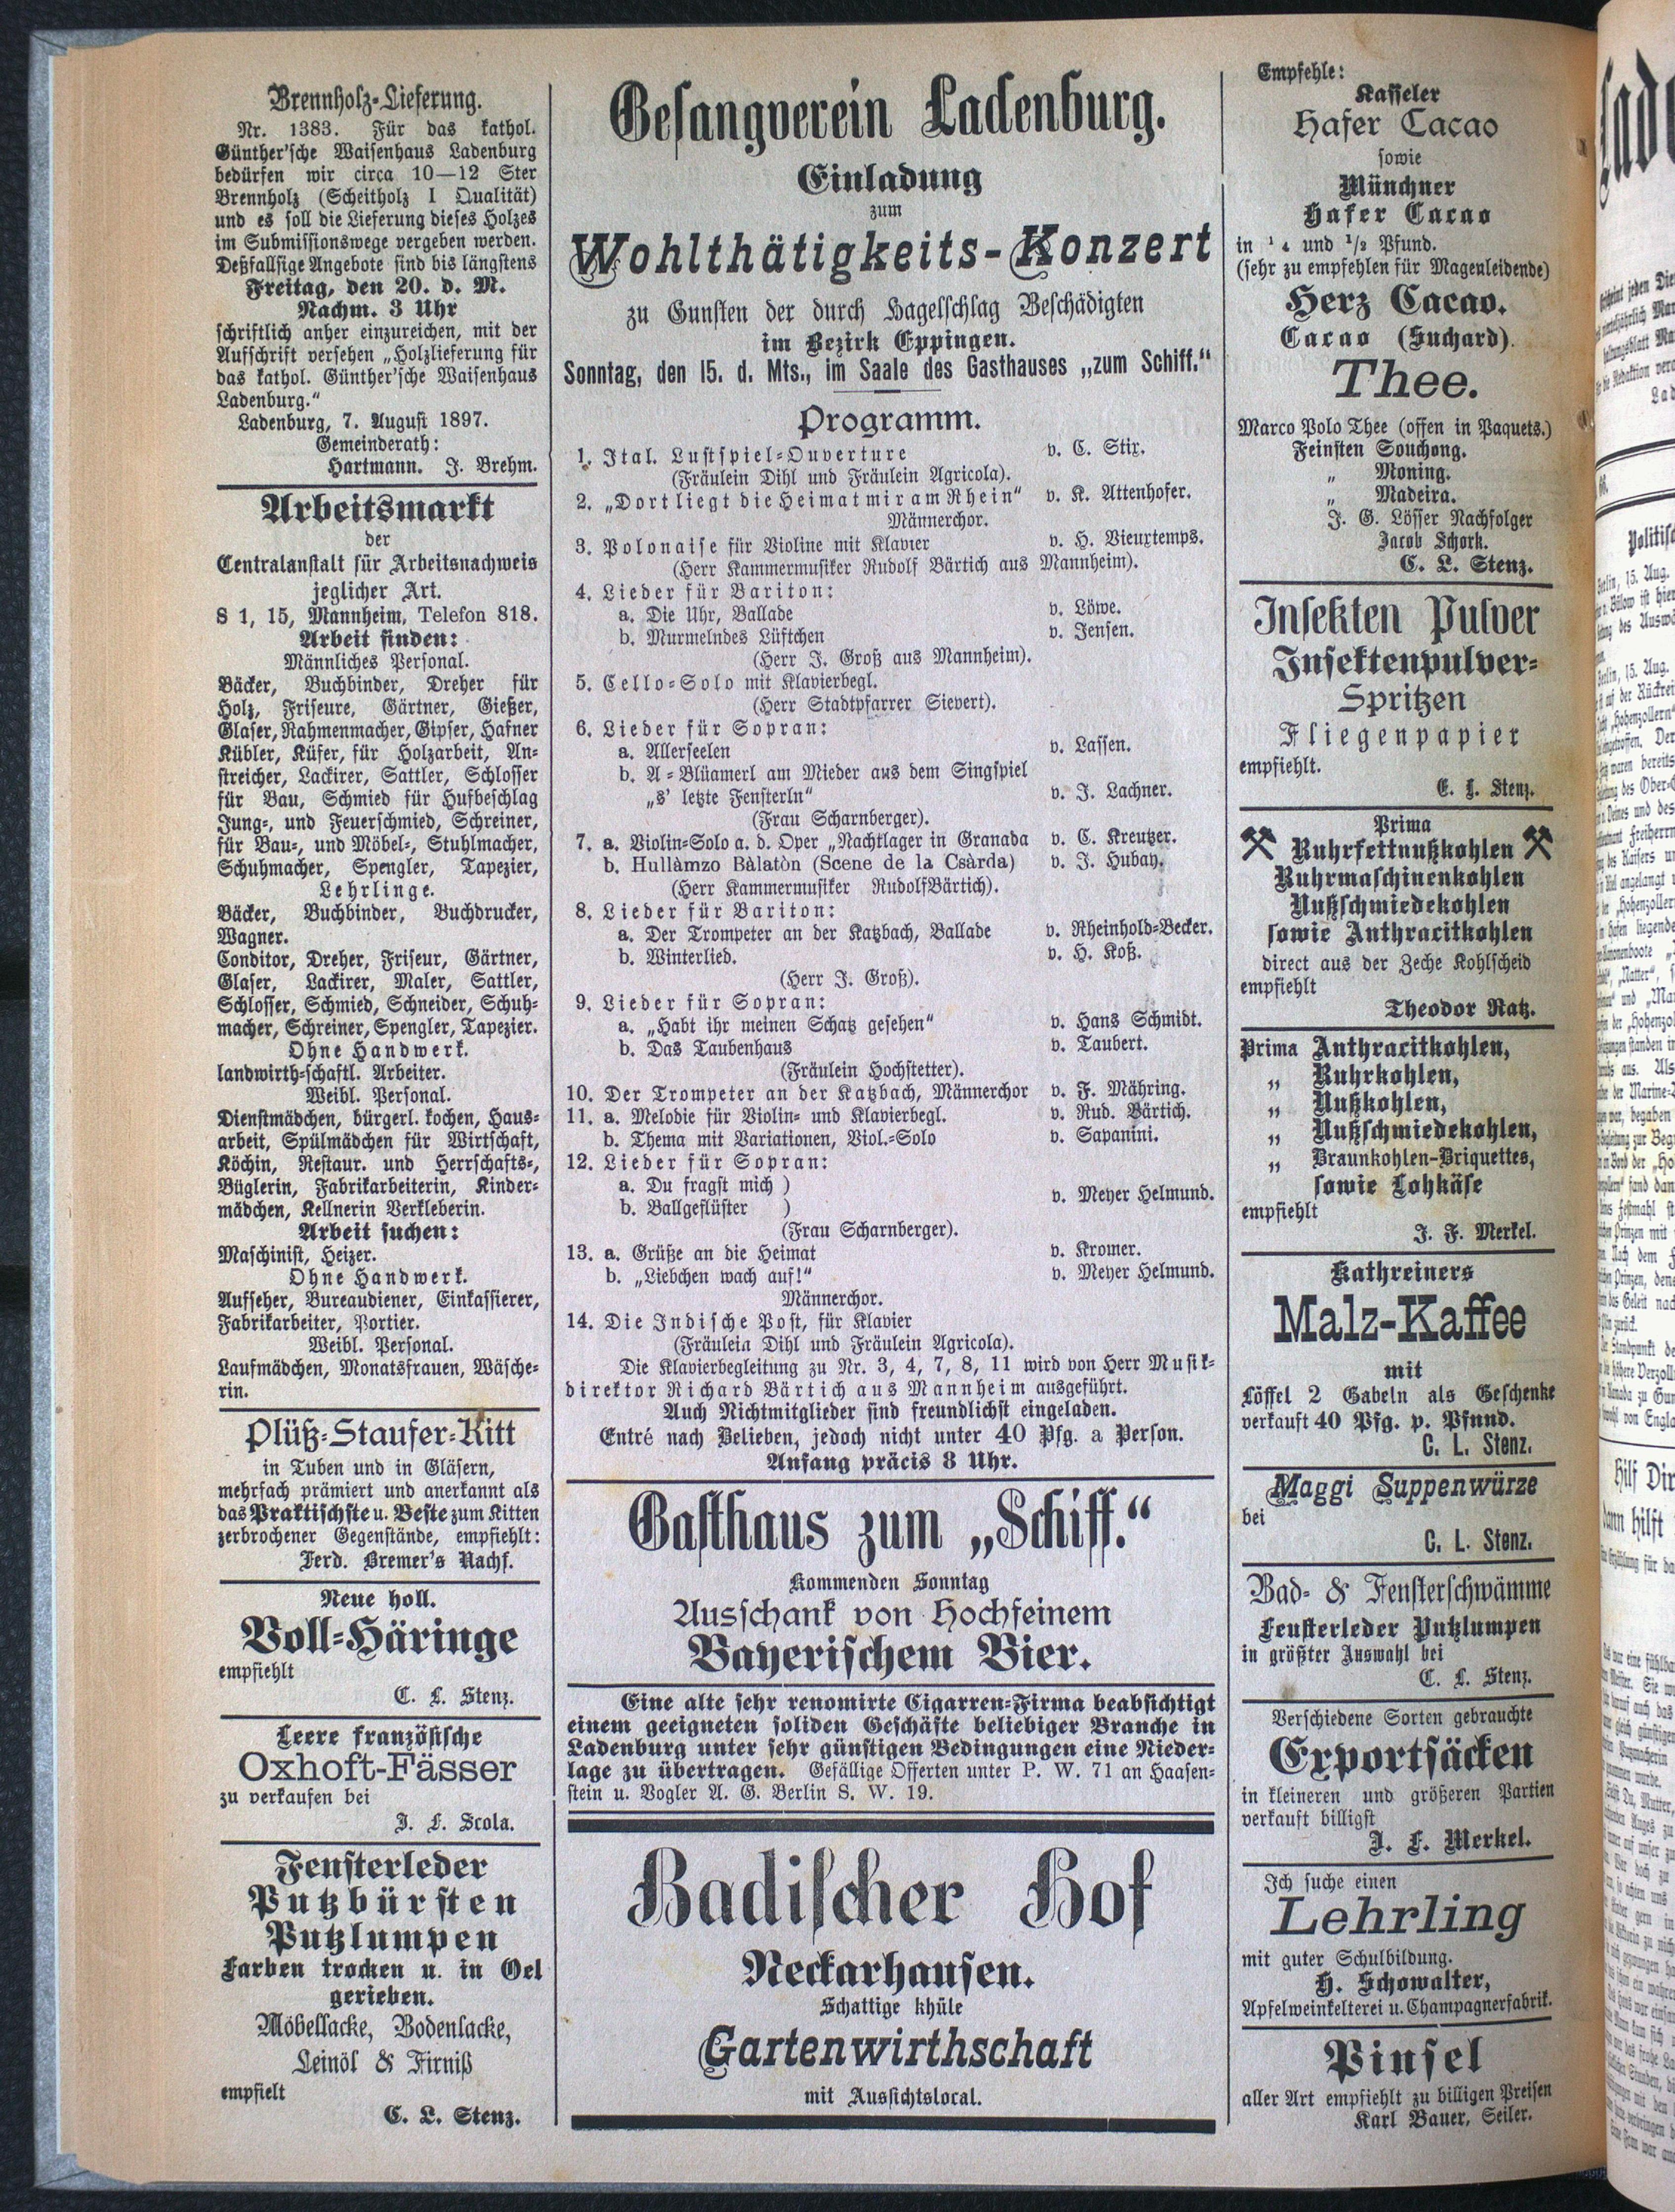 Brennholz-Lieferung.
Nr. 1383. Für das kathol.
Günther'sche Waisenhaus Ladenburg
bedürfen wir circa 10—12 Ster
Brennholz (Scheitholz I Qualität)
und es soll die Lieferung dieses Holzes
im Submissionswege vergeben werden.
Deßfallsige Angebote sind bis längstens
Freitag, den 20. d. M.
Nachm. 3 Uhr
schriftlich anher einzureichen, mit der
Aufschrift versehen „Holzlieferung für
das kathol. Günther'sche Waisenhaus
Ladenburg."
Ladenburg, 7. August 1897.
Gemeinderath:
Hartmann. J. Brehm.
Arbeitsmarkt
der
Centralanstalt für Arbeitsnachweis
jeglicher Art.
S 1, 15, Mannheim, Telefon 818.
Arbeit finden:
Männliches Personal.
Bäcker, Buchbinder, Dreher für
Holz, Friseure, Gärtner, Gießer,
Glaser, Rahmenmacher, Gipser, Hafner
Kübler, Küfer, für Holzarbeit, An-
streicher, Lackirer, Sattler, Schlosser
für Bau, Schmied für Hufbeschlag
Jung-, und Feuerschmied, Schreiner,
für Bau-, und Möbel-, Stuhlmacher,
Schuhmacher, Spengler, Tapezier,
Lehrlinge.
Bäcker, Buchbinder, Buchdrucker,
Wagner.
Conditor, Dreher, Friseur, Gärtner,
Glaser, Lackirer, Maler, Sattler,
Schlosser, Schmied, Schneider, Schuh-
macher, Schreiner, Spengler, Tapezier.
Ohne Handwerk.
landwirth-schaftl. Arbeiter.
Weibl. Personal.
Dienstmädchen, bürgerl. kochen, Haus-
arbeit, Spülmädchen für Wirtschaft,
Köchin, Restaur. und Herrschafts-,
Büglerin, Fabrikarbeiterin, Kinder-
mädchen, Kellnerin Verkleberin.
Arbeit suchen:
Maschinist, Heizer.
Ohne Handwerk.
Aufseher, Bureaudiener, Einkassierer,
Fabrikarbeiter, Portier.
Weibl. Personal.
Laufmädchen, Monatsfrauen, Wäsche-
rin.
Plüß-Staufer-Kitt
in Tuben und in Gläsern,
mehrfach prämiert und anerkannt als
das Praktischste u. Beste zum Kitten
zerbrochener Gegenstände, empfiehlt:
Ferd. Bremer's Nachf.
Neue holl.
Voll-Häringe
empfiehlt
C. L. Stenz.
Leere französische
Oxhoft-Fässer
zu verkaufen bei
J. F. Scola.
Fensterleder
Putzbürsten
Putzlumpen
Farben trocken u. in Oel
gerieben.
Möbellacke, Bodenlacke,
Leinöl & Firniß
empfielt
C. L. Stenz.
Gesangverein Ladenburg.
Einladung
zum
Wohlthätigkeits-Konzert
zu Gunsten der durch Hagelschlag Beschädigten
im Bezirk Eppingen.
Sonntag, den 15. d. Mts., im Saale des Gasthauses „zum Schiff."
Programm.
1. Ital. Lustspiel-Ouverture v. C. Stix.
(Fräulein Dihl und Fräulein Agricola).
2. „Dort liegt die Heimat mir am Rhein" v. K. Attenhofer.
Männerchor.
3. Polonaise für Violine mit Klavier v. H. Vieuxtemps.
(Herr Kammermusiker Rudolf Bärtich aus Mannheim).
4. Lieder für Bariton:
a. Die Uhr, Ballade v. Löwe.
b. Murmelndes Lüftchen v. Jensen.
(Herr J. Groß aus Mannheim).
5. Cello-Solo mit Klavierbegl.
(Herr Stadtpfarrer Sievert).
6. Lieder für Sopran:
a. Allerseelen v. Lassen.
b. A-Blüamerl am Mieder aus dem Singspiel
„s' letzte Fensterln" v. J. Lachner.
(Frau Scharnberger).
7. a. Violin-Solo a. d. Oper „Nachtlager in Granada v. C. Kreutzer.
b. Hullàmzo Bàlatòn (Scene de la Csàrda) v. J. Hubay.
(Herr Kammermusiker RudolfBärtich).
8. Lieder für Bariton:
a. Der Trompeter an der Katzbach, Ballade v. Rheinhold-Becker.
b. Winterlied. v. H. Koß.
(Herr J. Groß).
9. Lieder für Sopran:
a. „Habt ihr meinen Schatz gesehen" v. Hans Schmidt.
b. Das Taubenhaus v. Taubert.
(Fräulein Hochstetter).
10. Der Trompeter an der Katzbach, Männerchor v. F. Mähring.
11. a. Melodie für Violin- und Klavierbegl. v. Rud. Bärtich.
b. Thema mit Variationen, Viol.-Solo v. Sapanini.
12. Lieder für Sopran:
a. Du fragst mich )
b. Ballgeflüster ) v. Meyer Helmund.
(Frau Scharnberger).
13. a. Grüße an die Heimat v. Kromer.
b. „Liebchen wach auf!" v. Meyer Helmund.
Männerchor.
14. Die Indische Post, für Klavier
(Fräuleia Dihl und Fräulein Agricola).
Die Klavierbegleitung zu Nr. 3, 4, 7, 8, 11 wird von Herr Musik-
direktor Richard Bärtich aus Mannheim ausgeführt.
Auch Nichtmitglieder sind freundlichst eingeladen.
Entré nach Belieben, jedoch nicht unter 40 Pfg. a Person.
Anfang präcis 8 Uhr.
Gasthaus zum „Schiff."
Kommenden Sonntag
Ausschank von Hochfeinem
Bayerischem Bier.
Eine alte sehr renomirte Cigarren-Firma beabsichtigt
einem geeigneten soliden Geschäfte beliebiger Branche in
Ladenburg unter sehr günstigen Bedingungen eine Nieder-
lage zu übertragen. Gefällige Offerten unter P. W. 71 an Haasen-
stein u. Vogler A. G. Berlin S. W. 19.
Badischer Hof
Neckarhausen.
Schattige khüle
Gartenwirthschaft
mit Aussichtslocal.
Empfehle:
Kasseler
Hafer Cacao
sowie
Münchner
Hafer Cacao
in 1/4 und 1/2 Pfund.
(sehr zu empfehlen für Magenleidende)
Herz Cacao.
Cacao (Suchard).
Thee.
Marco Polo Thee (offen in Paquets.)
Feinsten Souchong.
„ Moning.
„ Madeira.
J. G. Lösser Nachfolger
Jacob Schork.
C. L. Stenz.
Insekten Pulver
Insektenpulver-
Spritzen
Fliegenpapier
empfiehlt.
C. L. Stenz.
Prima
Ruhrfettnußkohlen
Ruhrmaschinenkohlen
Nußschmiedekohlen
sowie Anthracitkohlen
direct aus der Zeche Kohlscheid
empfiehlt
Theodor Ratz.
Prima Anthracitkohlen,
„ Ruhrkohlen,
„ Nußkohlen,
„ Nußschmiedekohlen,
„ Braunkohlen-Briquettes,
sowie Lohkäse
empfiehlt
J. F. Merkel.
Kathreiners
Malz-Kaffee
mit
Löffel 2 Gabeln als Geschenke
verkauft 40 Pfg. p. Pfund.
C. L. Stenz.
Maggi Suppenwürze
bei
C. L. Stenz.
Bad- & Fensterschwämme
Fensterleder Putzlumpen
in größter Auswahl bei
C. L. Stenz.
Verschiedene Sorten gebrauchte
Exportsäcken
in kleineren und größeren Partien
verkauft billigst
J. F. Merkel.
Ich suche einen
Lehrling
mit guter Schulbildung.
H. Schowalter,
Apfelweinkelterei u. Champagnerfabrik.
Pinsel
aller Art empfiehlt zu billigen Preisen
Karl Bauer, Seiler.